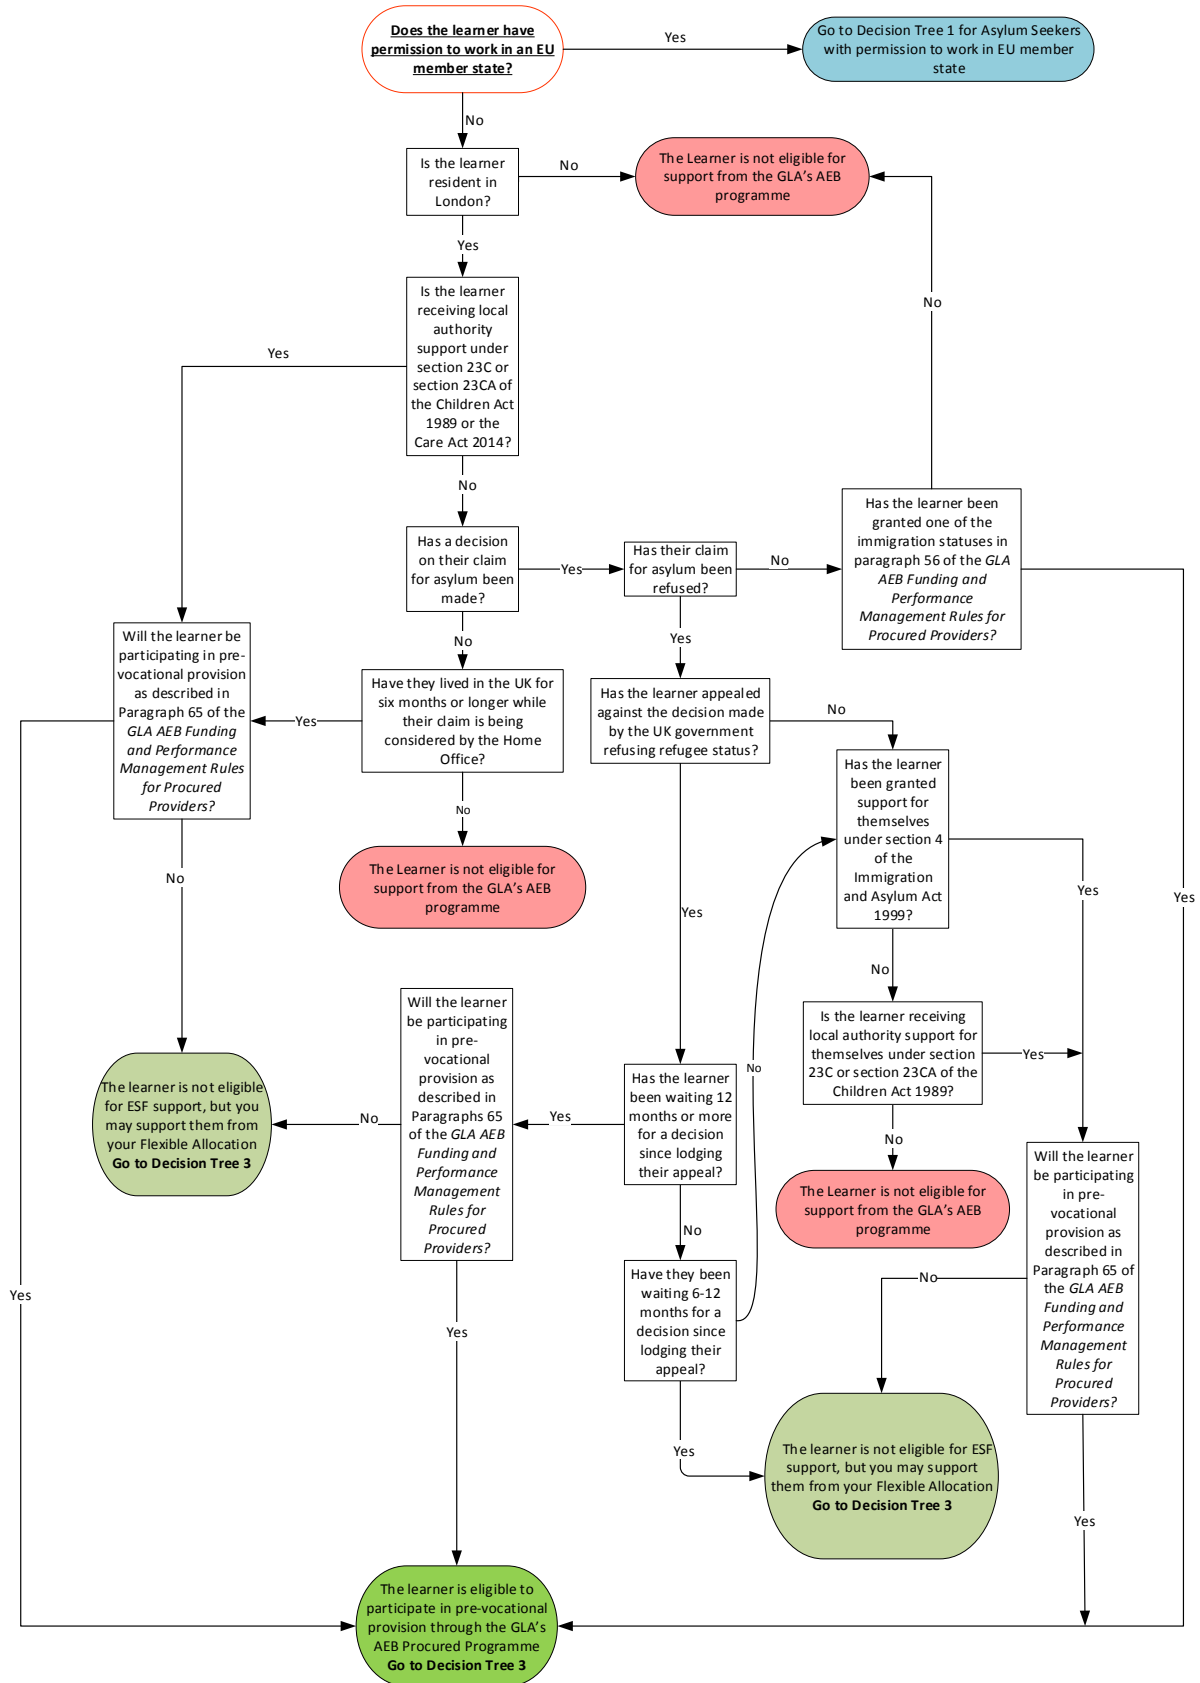 Does the learner have
permission to work in an EU
member state?
Yes
Go to Decision Tree 1 for Asylum Seekers
with permission to work in EU member
state
No
Is the learner
resident in
London?
No
The Learner is not eligible for
support from the GLA's AEB
programme
Yes
No
Is the learner
receiving local
authority
support under
section 23C or
section 23CA of
the Children Act
1989 or the
Care Act 2014?
Yes
No
Has a decision
on their claim
for asylum been
made?
Yes
Has their claim
for asylum been
refused?
No
Has the learner been
granted one of the
immigration statuses in
paragraph 56 of the GLA
AEB Funding and
Performance
Management Rules for
Procured Providers?
Yes
No
Yes
Will the learner be
participating in pre-
vocational provision
as described in
Paragraph 65 of the
GLA AEB Funding
and Performance
Management Rules
for Procured
Providers?
Yes
Have they lived in the UK for
six months or longer while
their claim is being
considered by the Home
Office?
Has the learner appealed
against the decision made
by the UK government
refusing refugee status?
No
Has the learner
been granted
support for
themselves
under section 4
of the
Immigration
and Asylum Act
1999?
No
The Learner is not eligible for
support from the GLA's AEB
programme
No
Yes
Yes
No
Is the learner receiving
local authority support for
themselves under section
23C or section 23CA of the
Children Act 1989?
Yes
Will the learner
be participating
in pre-
vocational
provision as
described in
Paragraphs 65
of the GLA AEB
Funding and
Performance
Management
Rules for
Procured
Providers?
The learner is not eligible
for ESF support, but you
may support them from
your Flexible Allocation
Go to Decision Tree 3
No
Yes
Has the learner
been waiting 12
months or more
for a decision
since lodging
their appeal?
No
No
The Learner is not eligible for
support from the GLA's AEB
programme
Will the learner
be participating
in pre-
vocational
provision as
described in
Paragraph 65 of
the GLA AEB
Funding and
Performance
Management
Rules for
Procured
Providers?
No
No
Have they been
waiting 6-12
months for a
decision since
lodging their
appeal?
Yes
Yes
Yes
The learner is not eligible for ESF
support, but you may support
them from your Flexible Allocation
Go to Decision Tree 3
Yes
The learner is eligible to
participate in pre-vocational
provision through the GLA's
AEB Procured Programme
Go to Decision Tree 3